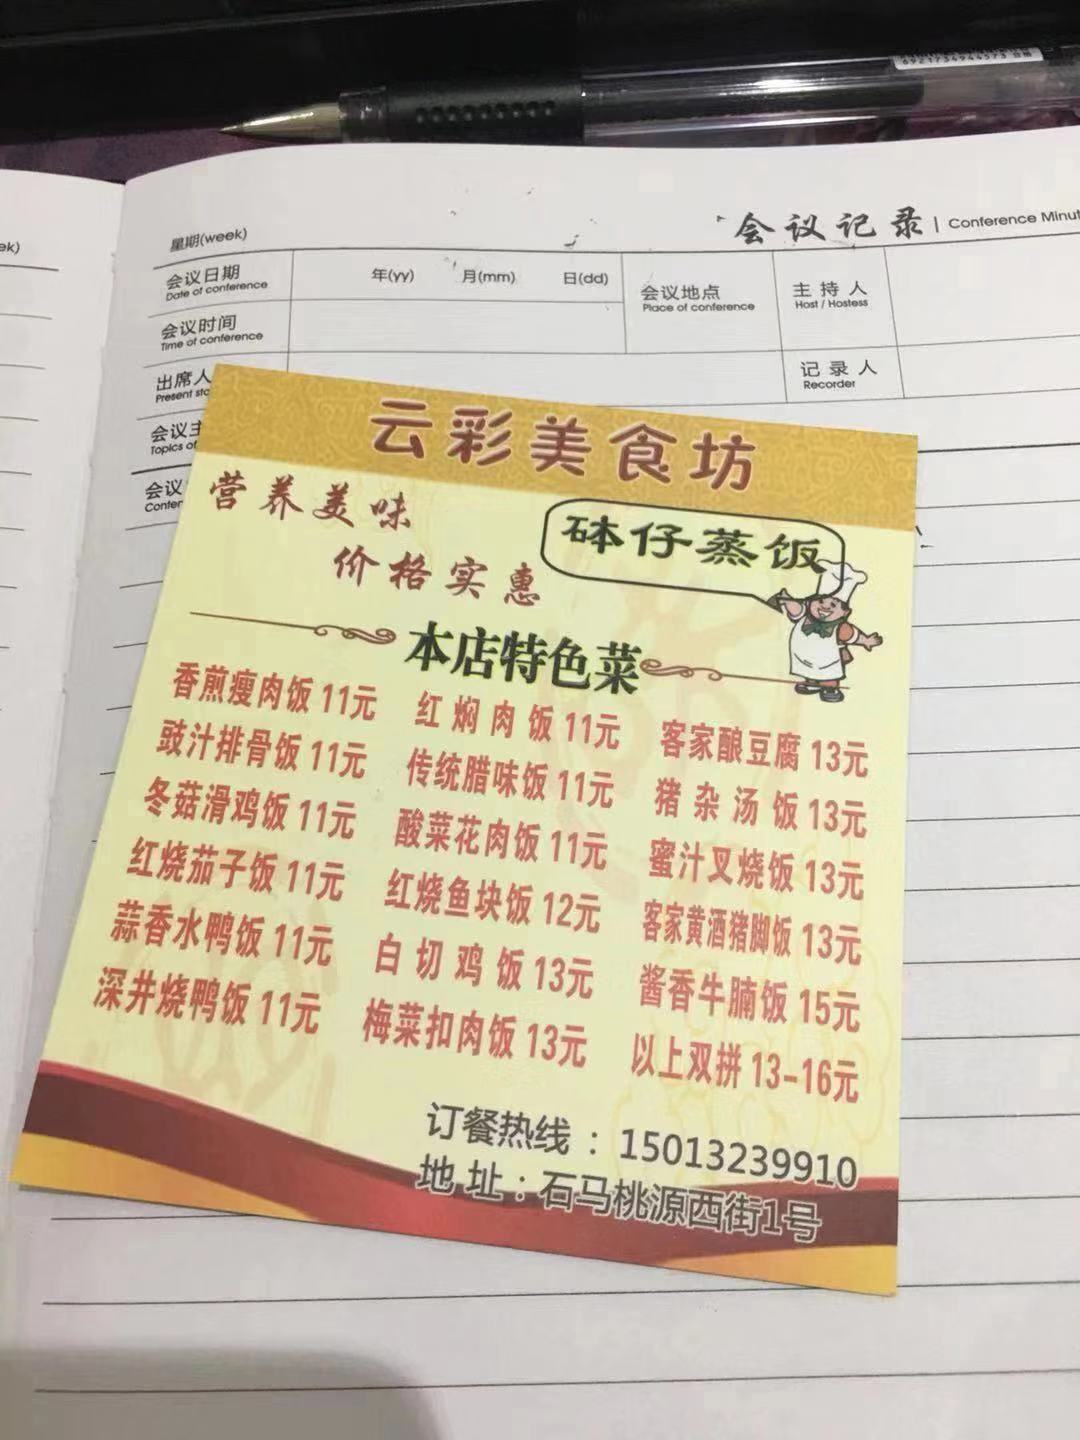 6921734944573
ek)
星期(week)
会议记录 | Conference Minut
会议日期
Date of conference
年(yy) 月(mm) 日(dd)
会议地点
Place of conference
主持人
Host / Hostess
会议时间
Time of conference
记录人
Recorder
出席人
Present sta
会议主
Topics of
会议
Conten
云彩美食坊
营养美味
价格实惠
砵仔蒸饭
本店特色菜
香煎瘦肉饭 11元 红焖肉饭 11元 客家酿豆腐 13元
豉汁排骨饭 11元 传统腊味饭 11元 猪杂汤饭 13元
冬菇滑鸡饭 11元 酸菜花肉饭 11元 蜜汁叉烧饭 13元
红烧茄子饭 11元 红烧鱼块饭 12元 客家黄酒猪脚饭 13元
蒜香水鸭饭 11元 白切鸡饭 13元 酱香牛腩饭 15元
深井烧鸭饭 11元 梅菜扣肉饭 13元 以上双拼 13-16元
订餐热线：15013239910
地址：石马桃源西街1号